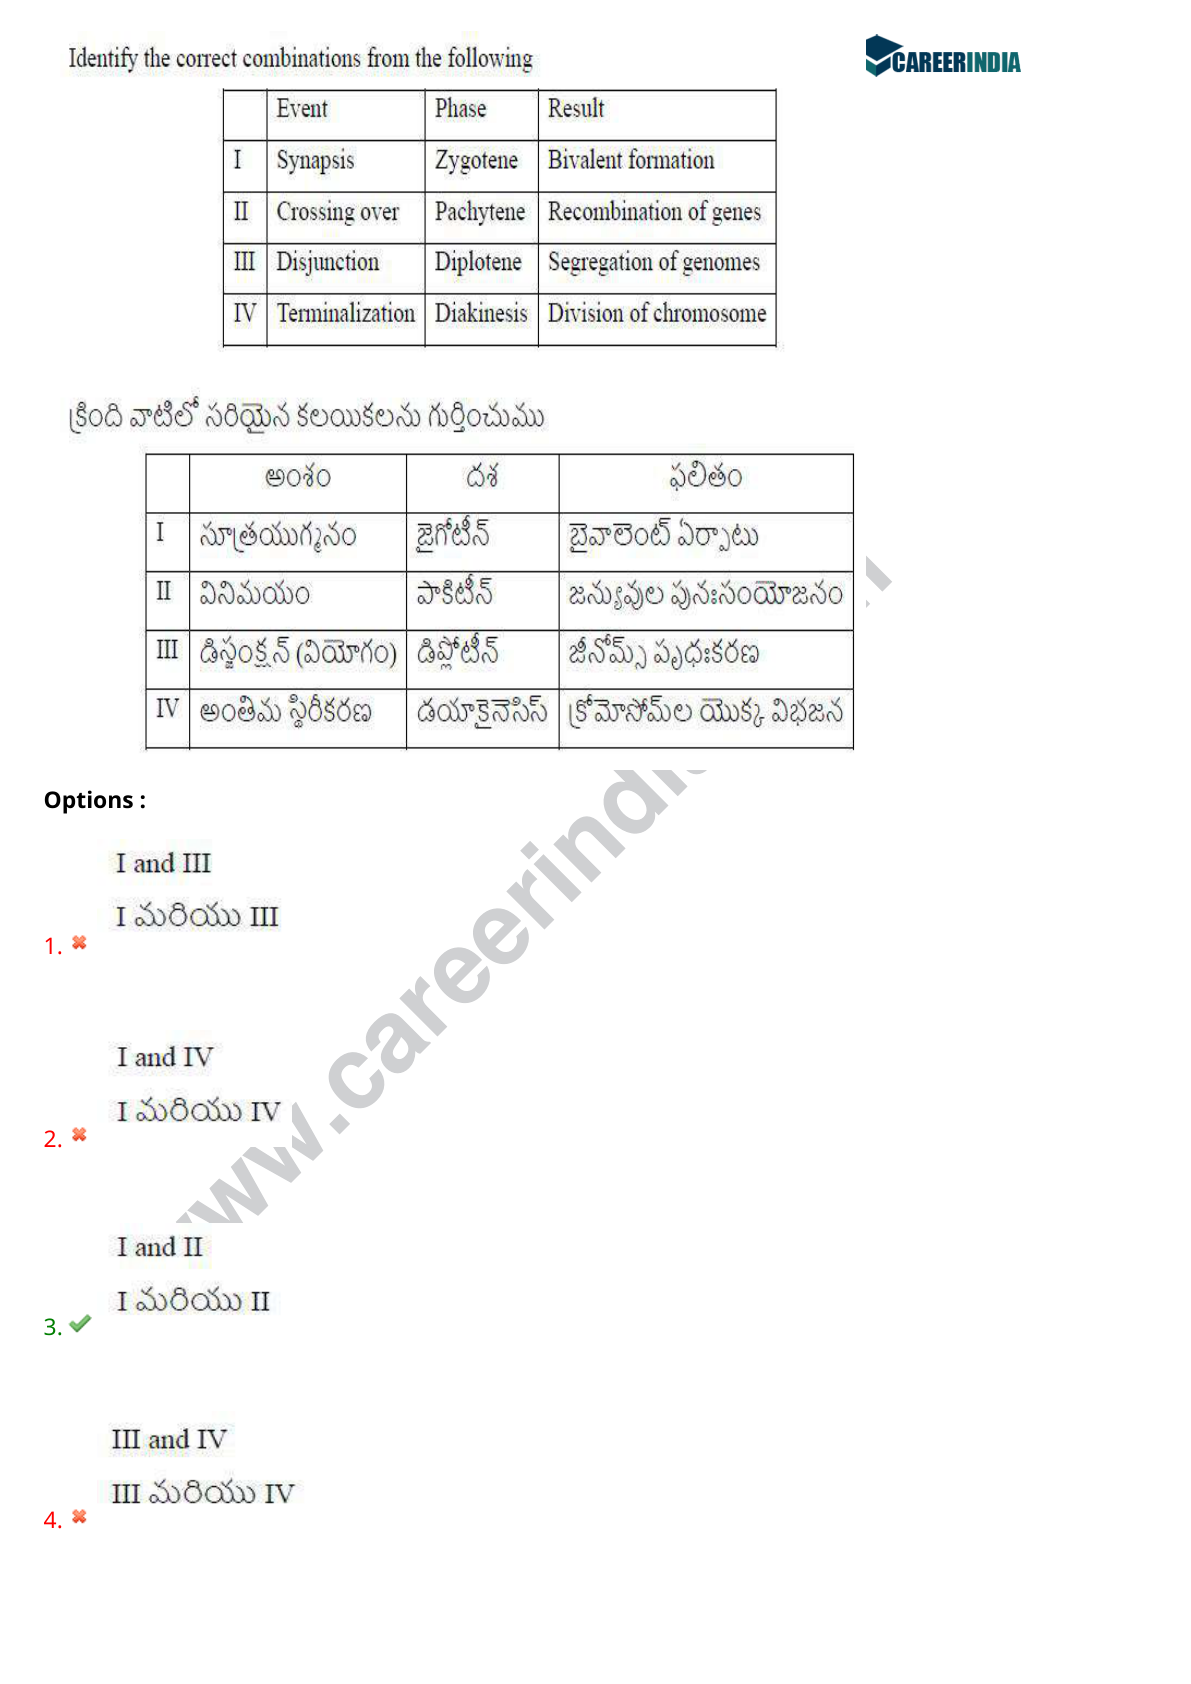 CAREERINDIA
Identify the correct combinations from the following
Event Phase Result
I Synapsis Zygotene Bivalent formation
II Crossing over Pachytene Recombination of genes
III Disjunction Diplotene Segregation of genomes
IV Terminalization Diakinesis Division of chromosome
క్రింది వాటిలో సరియైన కలయికలను గుర్తించుము
అంశం దశ ఫలితం
I సూత్రయుగ్మనం జైగోటీన్ బైవాలెంట్ ఏర్పాటు
II వినిమయం పాకిటీన్ జన్యువుల పునఃసంయోజనం
III డిస్జంక్షన్ (వియోగం) డిప్లోటీన్ జీనోమ్స్ పృధఃకరణ
IV అంతిమ స్థిరీకరణ డయాకైనెసిస్ క్రోమోసోమ్‌ల యొక్క విభజన
Options :
I and III
I మరియు III
1.
I and IV
I మరియు IV
2.
I and II
I మరియు II
3.
III and IV
III మరియు IV
4.
www.careerindia